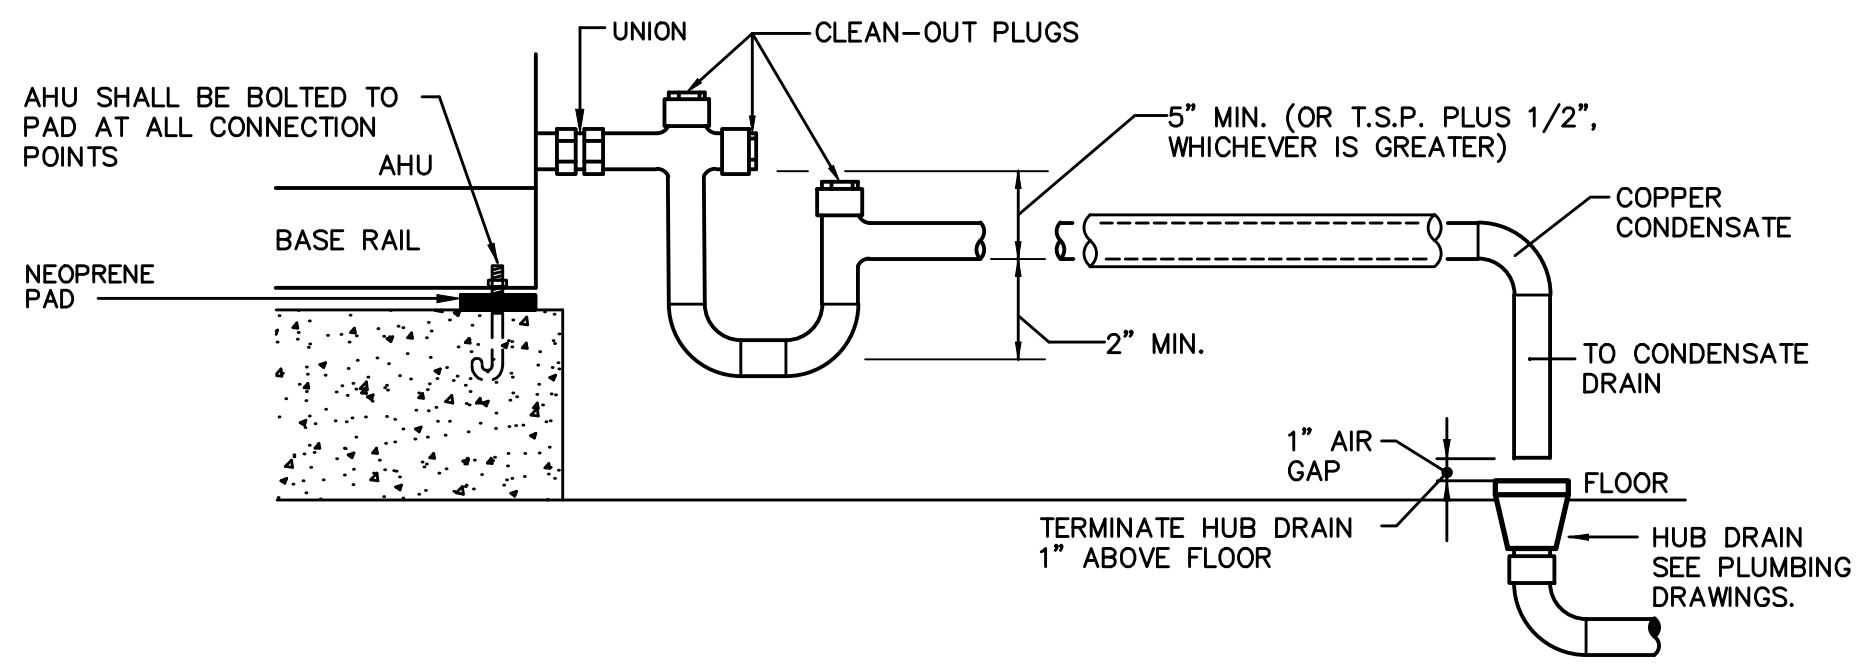 UNION
CLEAN-OUT PLUGS
AHU SHALL BE BOLTED TO
PAD AT ALL CONNECTION
POINTS
AHU
5" MIN. (OR T.S.P. PLUS 1/2",
WHICHEVER IS GREATER)
COPPER
CONDENSATE
BASE RAIL
NEOPRENE
PAD
2" MIN.
TO CONDENSATE
DRAIN
1" AIR
GAP
FLOOR
TERMINATE HUB DRAIN
1" ABOVE FLOOR
HUB DRAIN
SEE PLUMBING
DRAWINGS.